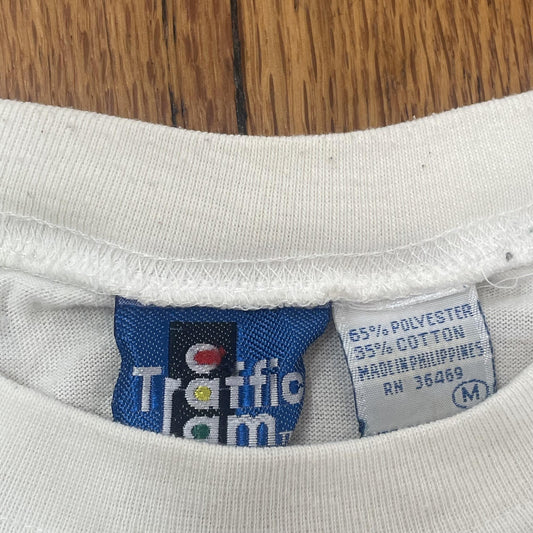 Traffic
Jam
65% POLYESTER
35% COTTON
MADE IN PHILIPPINES
RN 36469
M